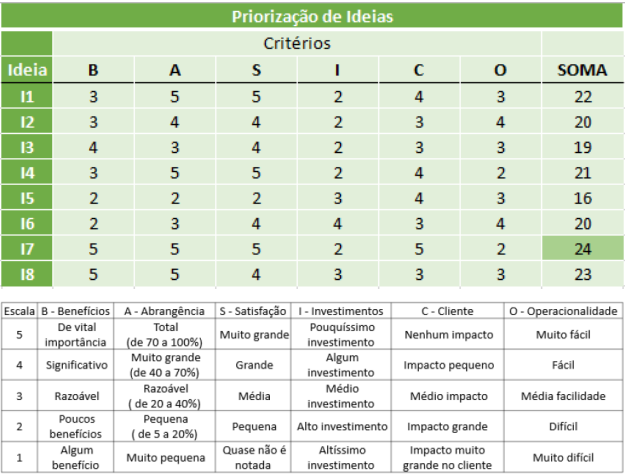 Priorização de Ideias
Critérios
Ideia B A S I C O SOMA
I1 3 5 5 2 4 3 22
I2 3 4 4 2 3 4 20
I3 4 3 4 2 3 3 19
I4 3 5 5 2 4 2 21
I5 2 2 2 3 4 3 16
I6 2 3 4 4 3 4 20
I7 5 5 5 2 5 2 24
I8 5 5 4 3 3 3 23
Escala B - Benefícios A - Abrangência S - Satisfação I - Investimentos C - Cliente O - Operacionalidade
5 De vital importância Total (de 70 a 100%) Muito grande Pouquíssimo investimento Nenhum impacto Muito fácil
4 Significativo Muito grande (de 40 a 70%) Grande Algum investimento Impacto pequeno Fácil
3 Razoável Razoável ( de 20 a 40%) Média Médio investimento Médio impacto Média facilidade
2 Poucos benefícios Pequena ( de 5 a 20%) Pequena Alto investimento Impacto grande Difícil
1 Algum benefício Muito pequena Quase não é notada Altíssimo investimento Impacto muito grande no cliente Muito difícil